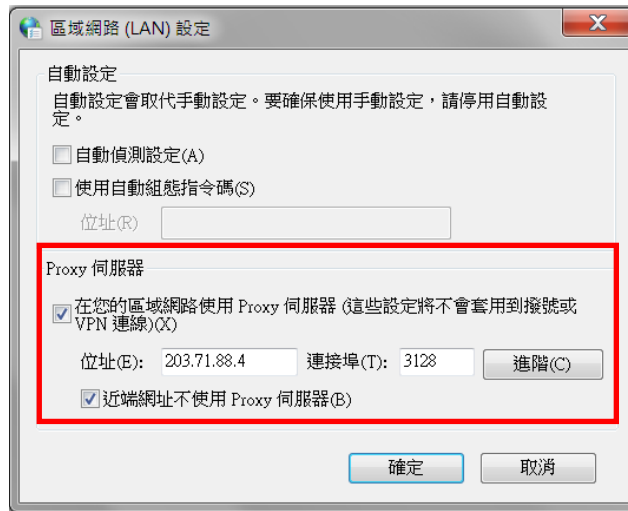 區域網路 (LAN) 設定
自動設定
自動設定會取代手動設定。要確保使用手動設定，請停用自動設
定。
自動偵測設定(A)
使用自動組態指令碼(S)
位址(R)
Proxy 伺服器
在您的區域網路使用 Proxy 伺服器 (這些設定將不會套用到撥號或
VPN 連線)(X)
位址(E): 203.71.88.4 連接埠(T): 3128 進階(C)
近端網址不使用 Proxy 伺服器(B)
確定 取消